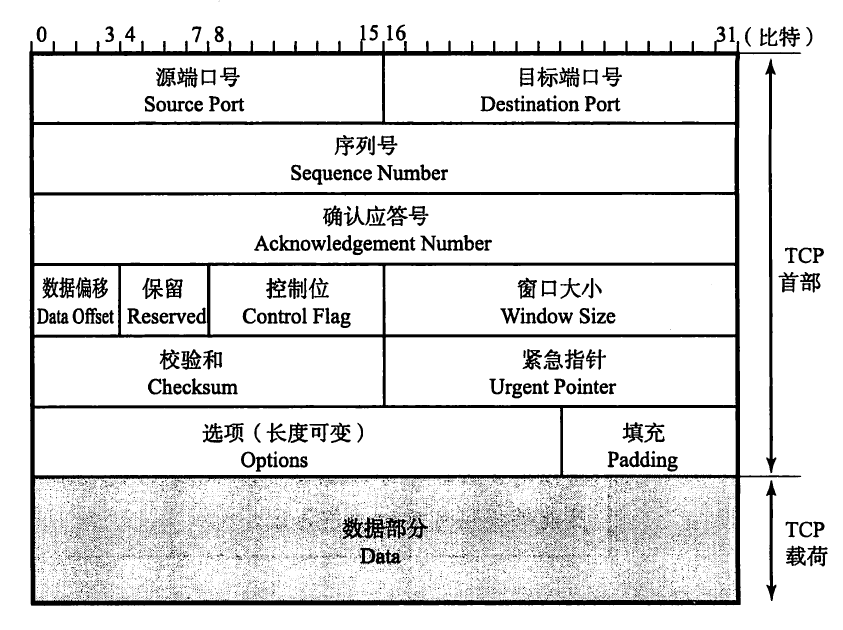 0 3 4 7 8 15 16 31(比特)
源端口号 目标端口号
Source Port Destination Port
序列号
Sequence Number
确认应答号
Acknowledgement Number
TCP
首部
数据偏移 保留 控制位 窗口大小
Data Offset Reserved Control Flag Window Size
校验和 紧急指针
Checksum Urgent Pointer
选项(长度可变) 填充
Options Padding
数据部分
Data
TCP
载荷